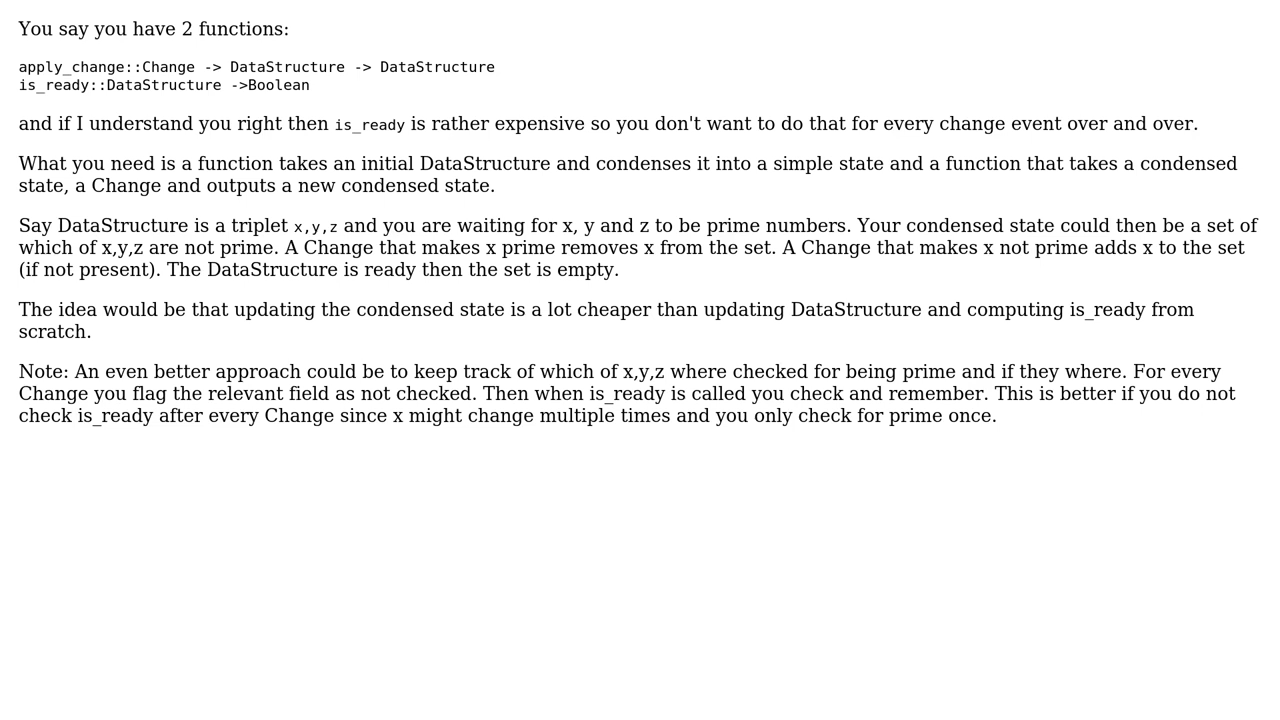 You say you have 2 functions:
apply_change::Change -> DataStructure -> DataStructure
is_ready::DataStructure ->Boolean
and if I understand you right then is_ready is rather expensive so you don't want to do that for every change event over and over.
What you need is a function takes an initial DataStructure and condenses it into a simple state and a function that takes a condensed
state, a Change and outputs a new condensed state.
Say DataStructure is a triplet x,y,z and you are waiting for x, y and z to be prime numbers. Your condensed state could then be a set of
which of x,y,z are not prime. A Change that makes x prime removes x from the set. A Change that makes x not prime adds x to the set
(if not present). The DataStructure is ready then the set is empty.
The idea would be that updating the condensed state is a lot cheaper than updating DataStructure and computing is_ready from
scratch.
Note: An even better approach could be to keep track of which of x,y,z where checked for being prime and if they where. For every
Change you flag the relevant field as not checked. Then when is_ready is called you check and remember. This is better if you do not
check is_ready after every Change since x might change multiple times and you only check for prime once.